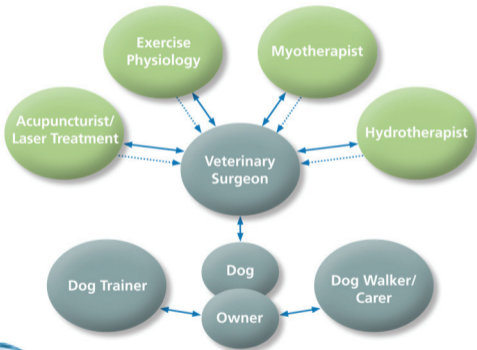 Exercise
Physiology
Myotherapist
Acupuncturist/
Laser Treatment
Hydrotherapist
Veterinary
Surgeon
Dog
Dog Trainer
Dog Walker/
Carer
Owner